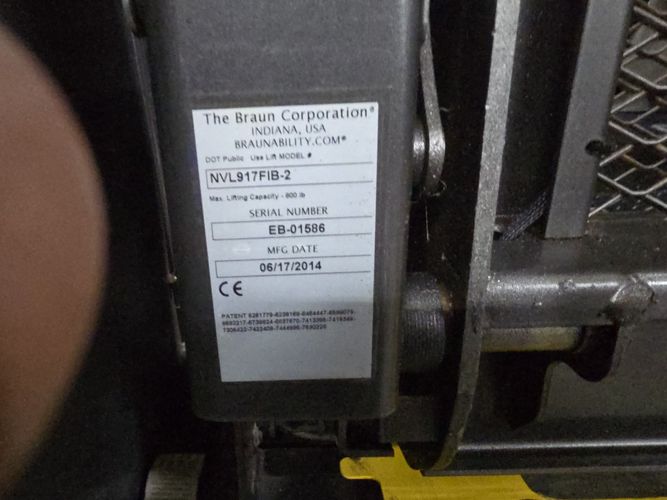 The Braun Corporation®
INDIANA, USA
BRAUNABILITY.COM®
DOT Public Use Lift MODEL #
NVL917FIB-2
Max. Lifting Capacity - 800 lb
SERIAL NUMBER
EB-01586
MFG DATE
06/17/2014
CE
PATENT